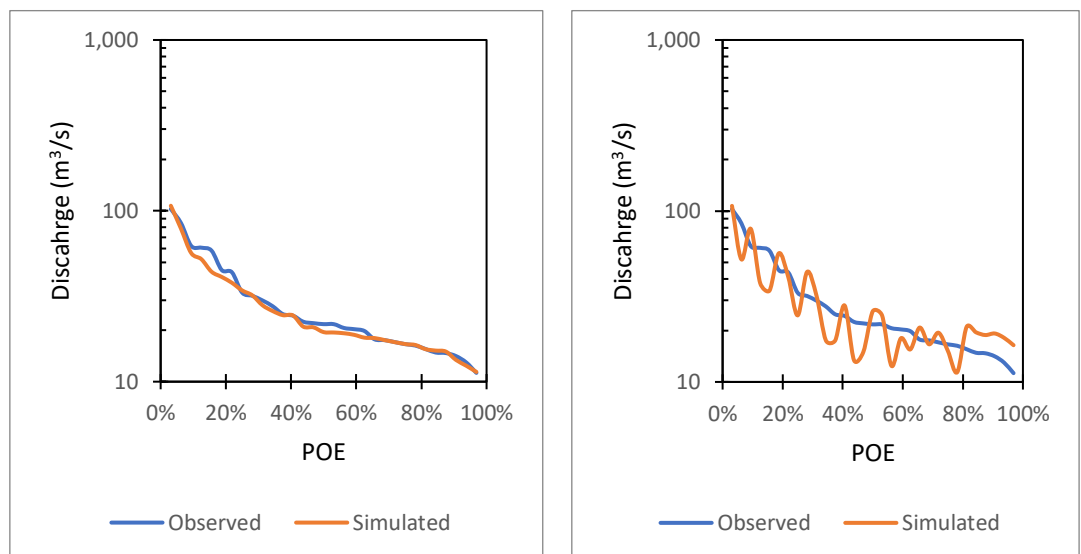 1,000
100
10
Discahrge (m³/s)
0% 20% 40% 60% 80% 100%
POE
Observed Simulated
1,000
100
10
Discahrge (m³/s)
0% 20% 40% 60% 80% 100%
POE
Observed Simulated